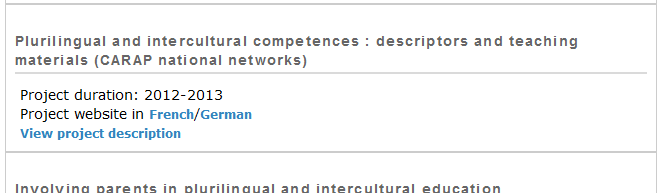 Plurilingual and intercultural competences : descriptors and teaching
materials (CARAP national networks)
Project duration: 2012-2013
Project website in French/German
View project description
Involving parents in plurilingual and intercultural education